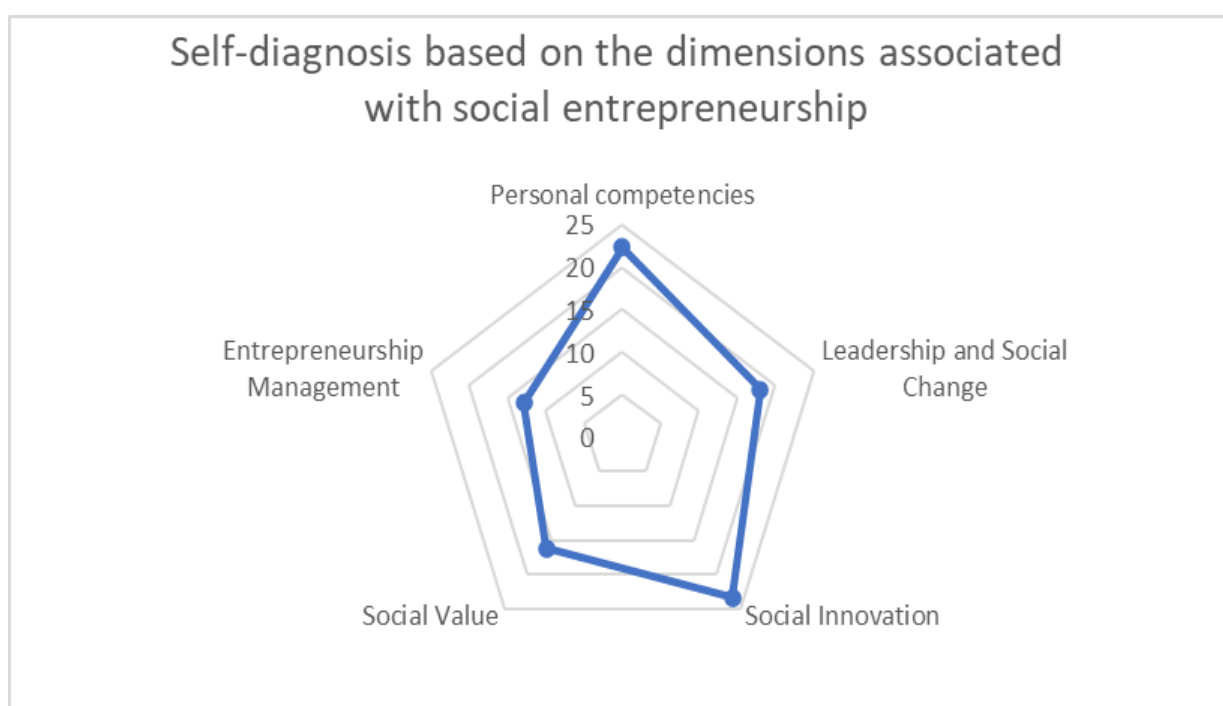 Self-diagnosis based on the dimensions associated
with social entrepreneurship
Personal competencies
25
20
15
10
5
0
Entrepreneurship
Management
Leadership and Social
Change
Social Value
Social Innovation